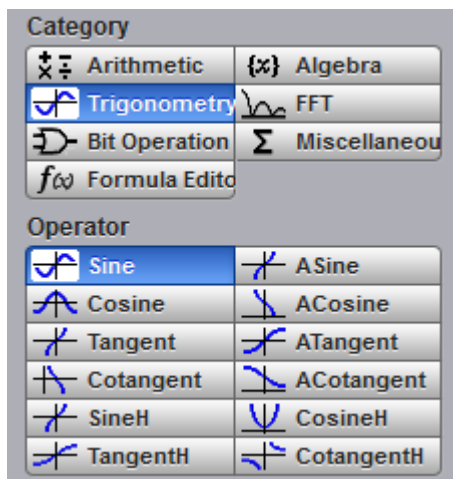 Category
Arithmetic {x} Algebra
Trigonometry FFT
Bit Operation Σ Miscellaneou
f(x) Formula Edito
Operator
Sine ASine
Cosine ACosine
Tangent ATangent
Cotangent ACotangent
SineH CosineH
TangentH CotangentH